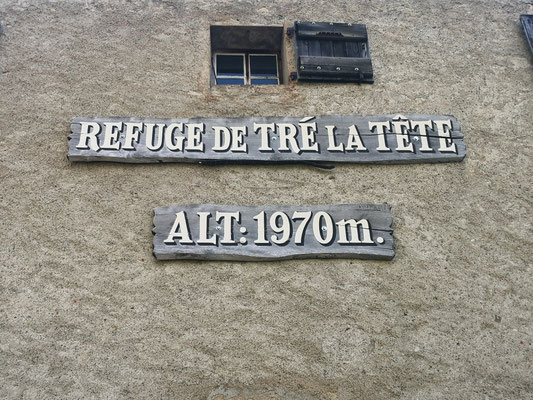 REFUGE DE TRÉ LA TÊTE
ALT: 1970m.